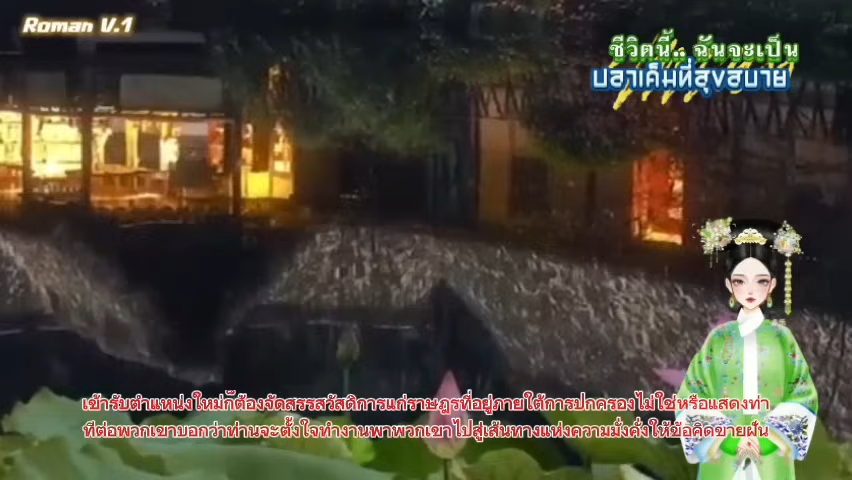 Roman V.1
ชีวิตนี้.. ฉันจะเป็น
ปลาเค็มที่สุขสบาย
เข้ารับตำแหน่งใหม่ก็ต้องจัดสรรสวัสดิการแก่ราษฎรที่อยู่ภายใต้การปกครองไม่ใช่หรือแสดงท่า
ทีต่อพวกเขาบอกว่าท่านจะตั้งใจทำงานพาพวกเขาไปสู่เส้นทางแห่งความมั่งคั่งให้ข้อคิดขายฝัน